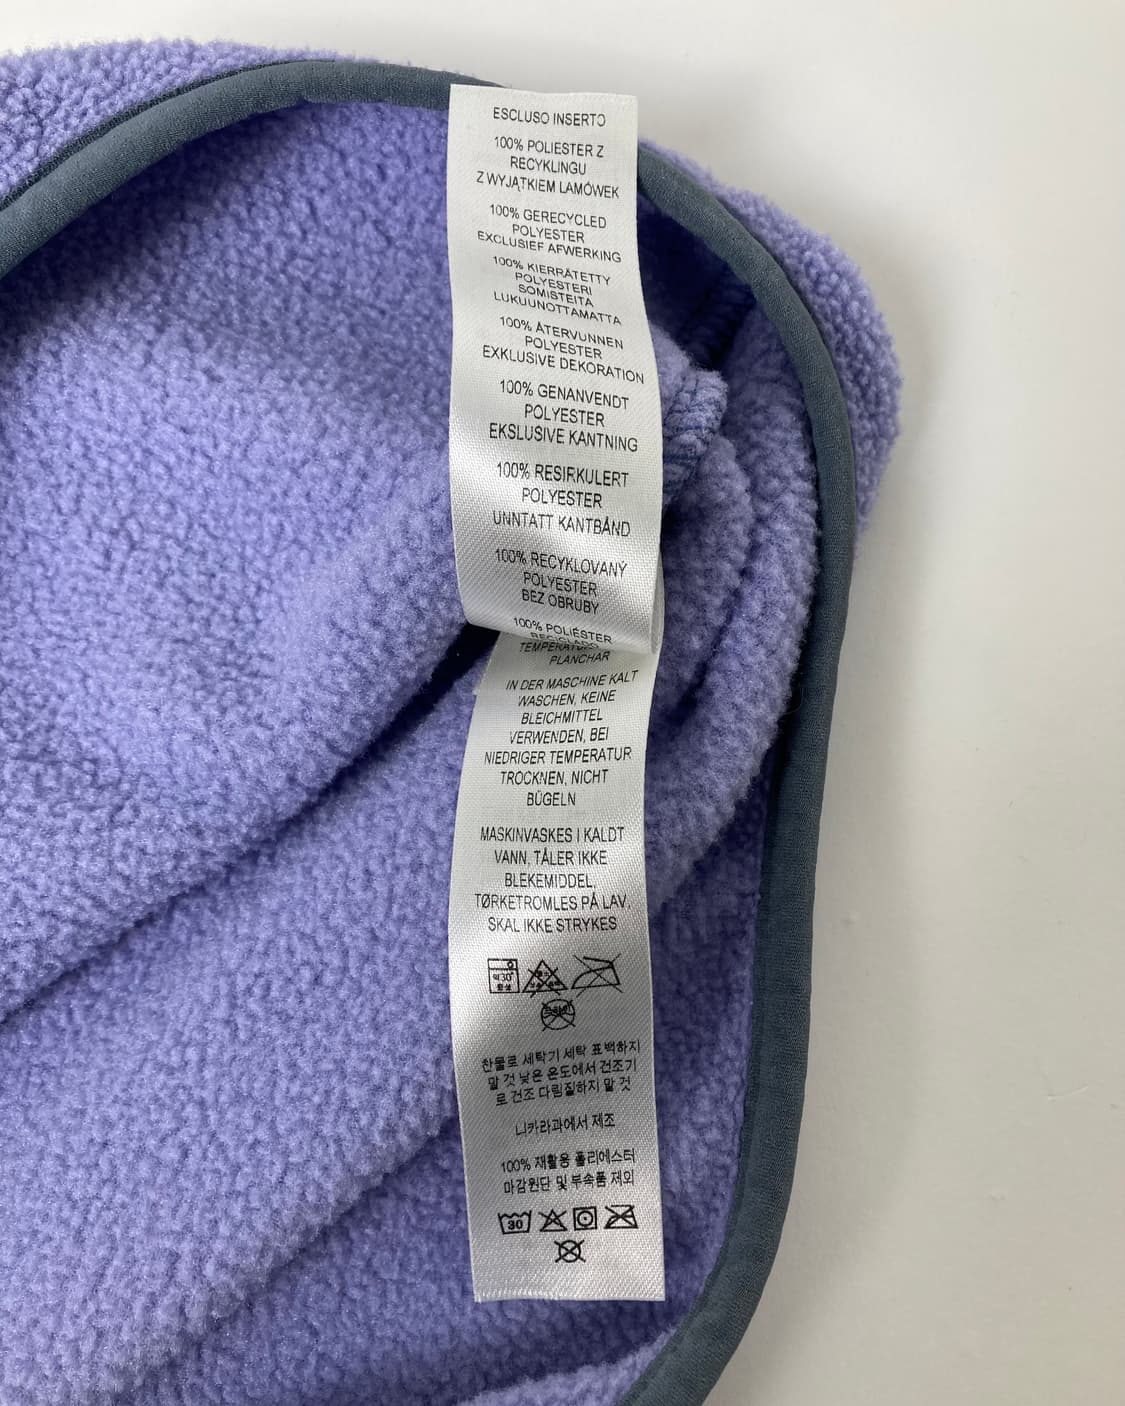 ESCLUSO INSERTO
100% POLIESTER Z
RECYKLINGU
Z WYJĄTKIEM LAMÓWEK
100% GERECYCLED
POLYESTER
EXCLUSIEF AFWERKING
100% KIERRÄTETTY
POLYESTERI
SOMISTEITA
LUKUUNOTTAMATTA
100% ÅTERVUNNEN
POLYESTER
EXKLUSIVE DEKORATION
100% GENANVENDT
POLYESTER
EKSLUSIVE KANTNING
100% RESIRKULERT
POLYESTER
UNNTATT KANTBÅND
100% RECYKLOVANÝ
POLYESTER
BEZ OBRUBY
100% POLIÉSTER
RECICLADO
PLANCHAR
IN DER MASCHINE KALT
WASCHEN, KEINE
BLEICHMITTEL
VERWENDEN, BEI
NIEDRIGER TEMPERATUR
TROCKNEN, NICHT
BÜGELN
MASKINVASKES I KALDT
VANN, TÅLER IKKE
BLEKEMIDDEL,
TØRKETROMLES PÅ LAV,
SKAL IKKE STRYKES
찬물로 세탁기 세탁 표백하지
말 것 낮은 온도에서 건조기
로 건조 다림질하지 말 것
니카라과에서 제조
100% 재활용 폴리에스터
마감원단 및 부속품 제외
30